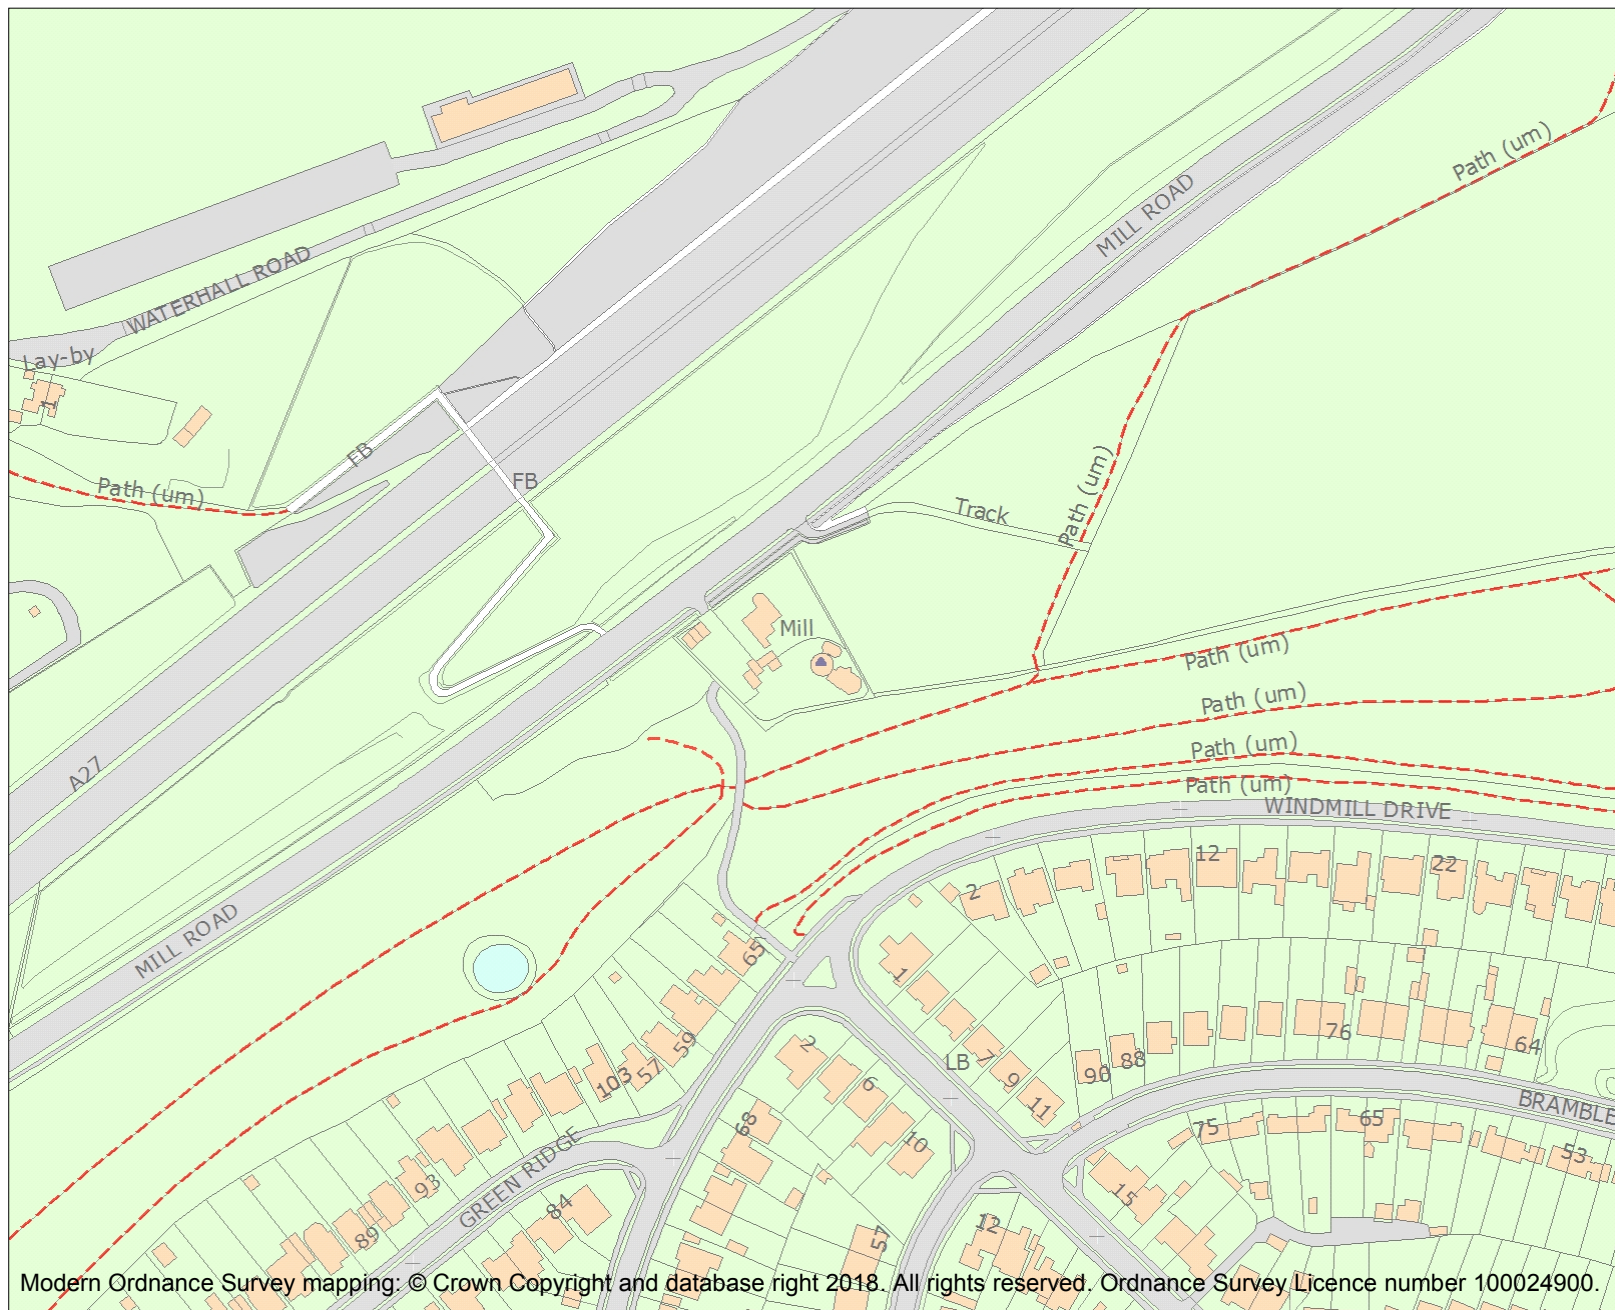 Path (um)
MILL ROAD
WATERHALL ROAD
Lay-by
1
FB
FB
Path (um)
Track
Path (um)
Mill
Path (um)
Path (um)
Path (um)
Path (um)
A27
WINDMILL DRIVE
12
22
2
MILL ROAD
65
1
2
59
57
103
7
9
11
LB
6
10
68
90
88
76
64
BRAMBLE
75
65
53
GREEN RIDGE
93
89
84
15
12
57
Modern Ordnance Survey mapping: © Crown Copyright and database right 2018. All rights reserved. Ordnance Survey Licence number 100024900.